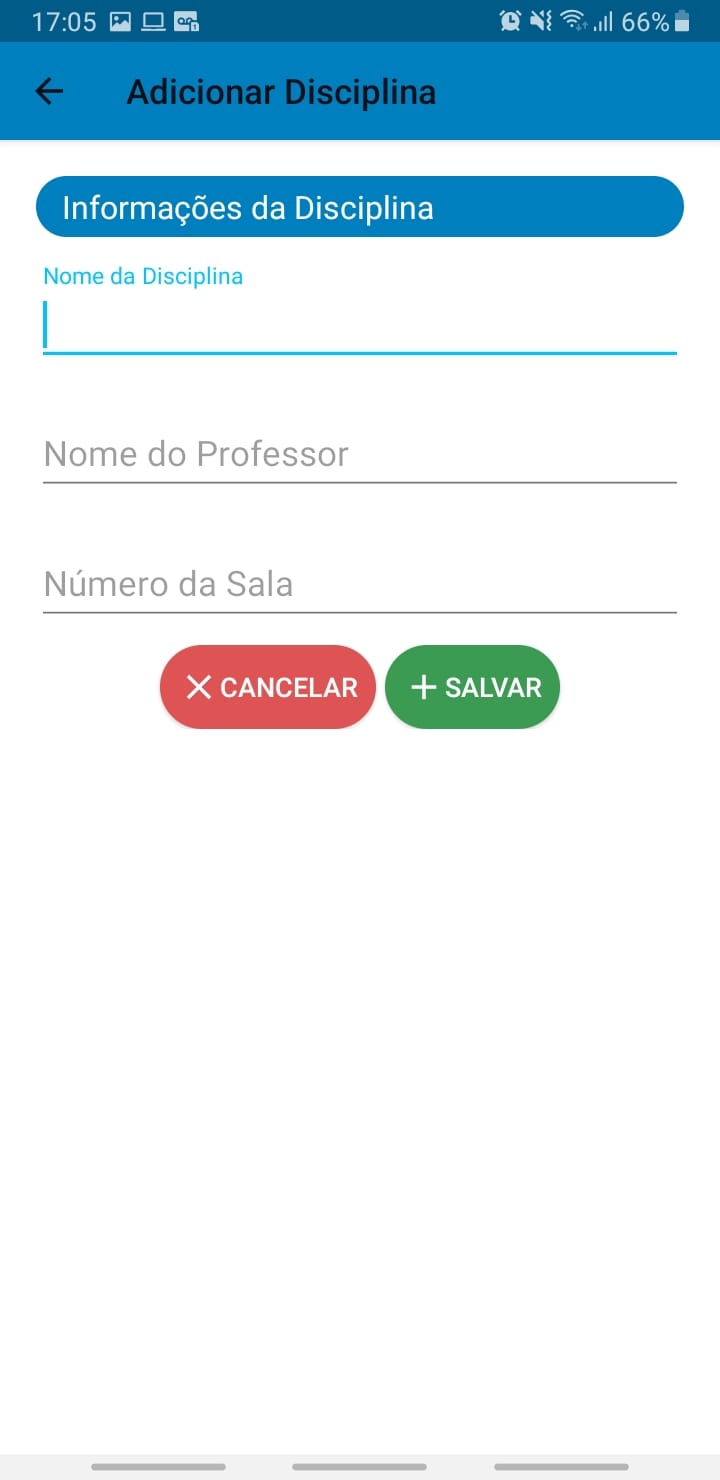 17:05 66%
Adicionar Disciplina
Informações da Disciplina
Nome da Disciplina
Nome do Professor
Número da Sala
CANCELAR SALVAR